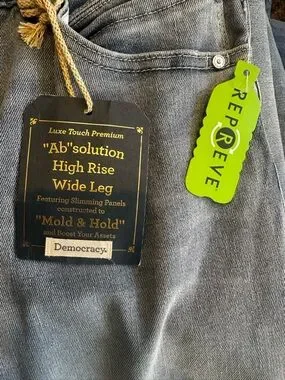 Luxe Touch Premium
"Ab"solution
High Rise
Wide Leg
Featuring Slimming Panels
constructed to
"Mold & Hold"
and Boost Your Assets
Democracy.
REPREVE